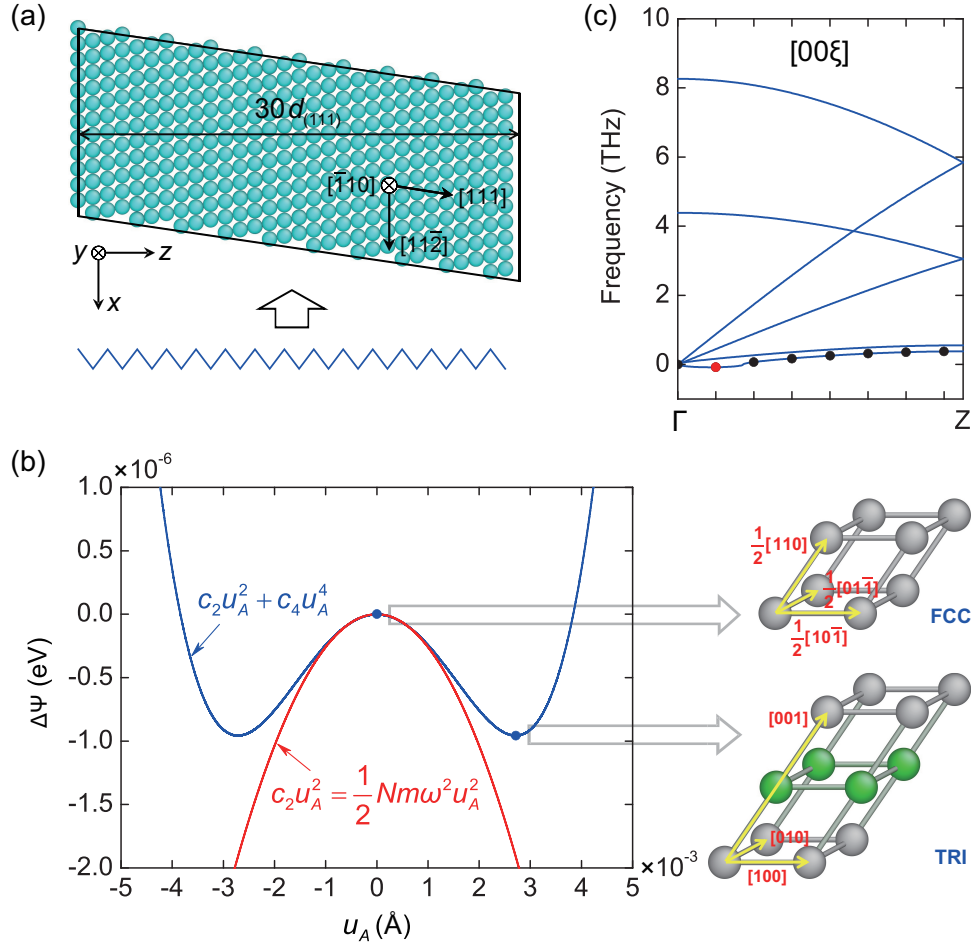 (a)
30d(111)
[1̅10]
[111]
[112̅]
y
z
x
(c)
[00ξ]
10
8
6
4
2
0
Frequency (THz)
Γ
Z
(b)
×10⁻⁶
1.0
0.5
0.0
-0.5
-1.0
-1.5
-2.0
ΔΨ (eV)
c₂u_A² + c₄u_A⁴
c₂u_A² = 1/2 Nmω²u_A²
-5 -4 -3 -2 -1 0 1 2 3 4 5
×10⁻³
u_A (Å)
1/2[110]
1/2[011̅]
1/2[101̅]
FCC
[001]
[010]
[100]
TRI